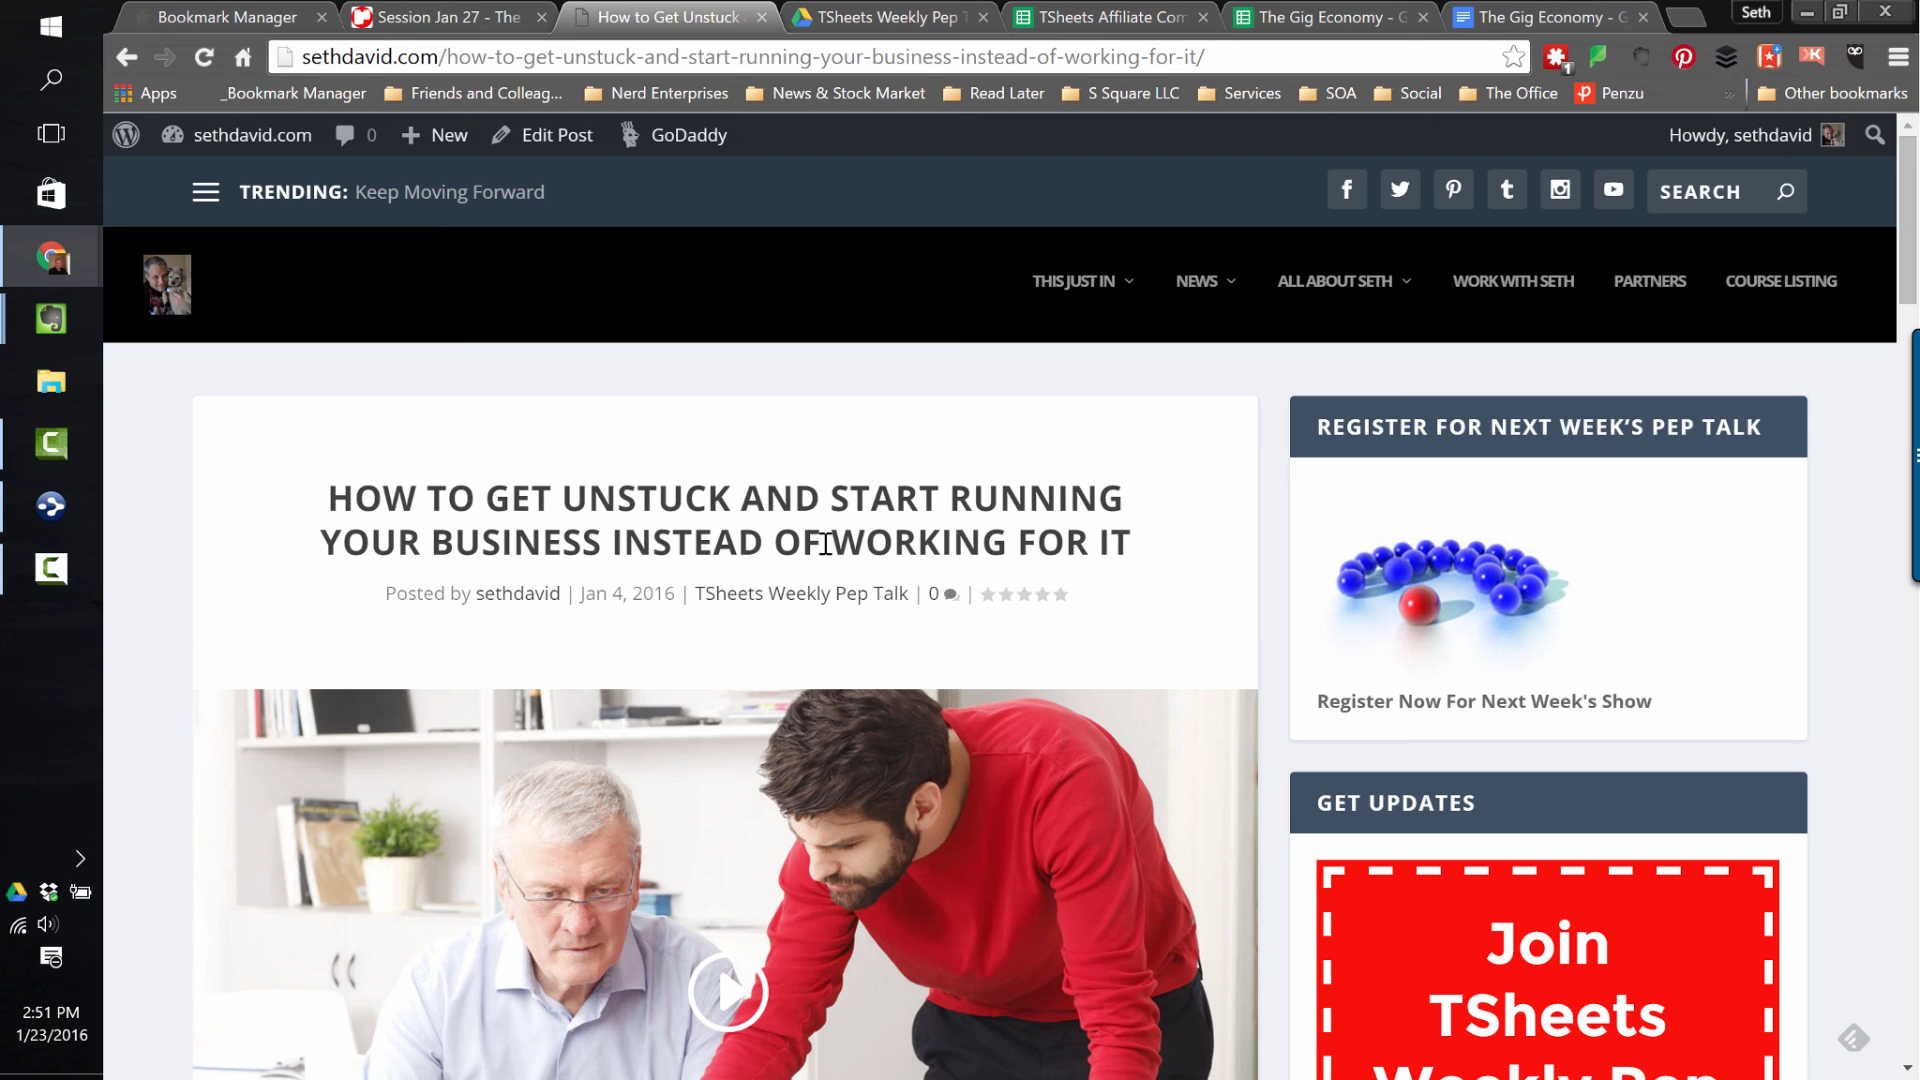 Bookmark Manager
Session Jan 27 - The
How to Get Unstuck
TSheets Weekly Pep T
TSheets Affiliate Com
The Gig Economy - G
The Gig Economy - G
Seth
sethdavid.com/how-to-get-unstuck-and-start-running-your-business-instead-of-working-for-it/
1
Apps
_Bookmark Manager
Friends and Colleag...
Nerd Enterprises
News & Stock Market
Read Later
S Square LLC
Services
SOA
Social
The Office
Penzu
»
Other bookmarks
sethdavid.com
0
New
Edit Post
GoDaddy
Howdy, sethdavid
TRENDING: Keep Moving Forward
SEARCH
THIS JUST IN
NEWS
ALL ABOUT SETH
WORK WITH SETH
PARTNERS
COURSE LISTING
HOW TO GET UNSTUCK AND START RUNNING
YOUR BUSINESS INSTEAD OF WORKING FOR IT
Posted by sethdavid | Jan 4, 2016 | TSheets Weekly Pep Talk | 0 |
REGISTER FOR NEXT WEEK'S PEP TALK
Register Now For Next Week's Show
GET UPDATES
Join
TSheets
Weekly Pep
2:51 PM
1/23/2016